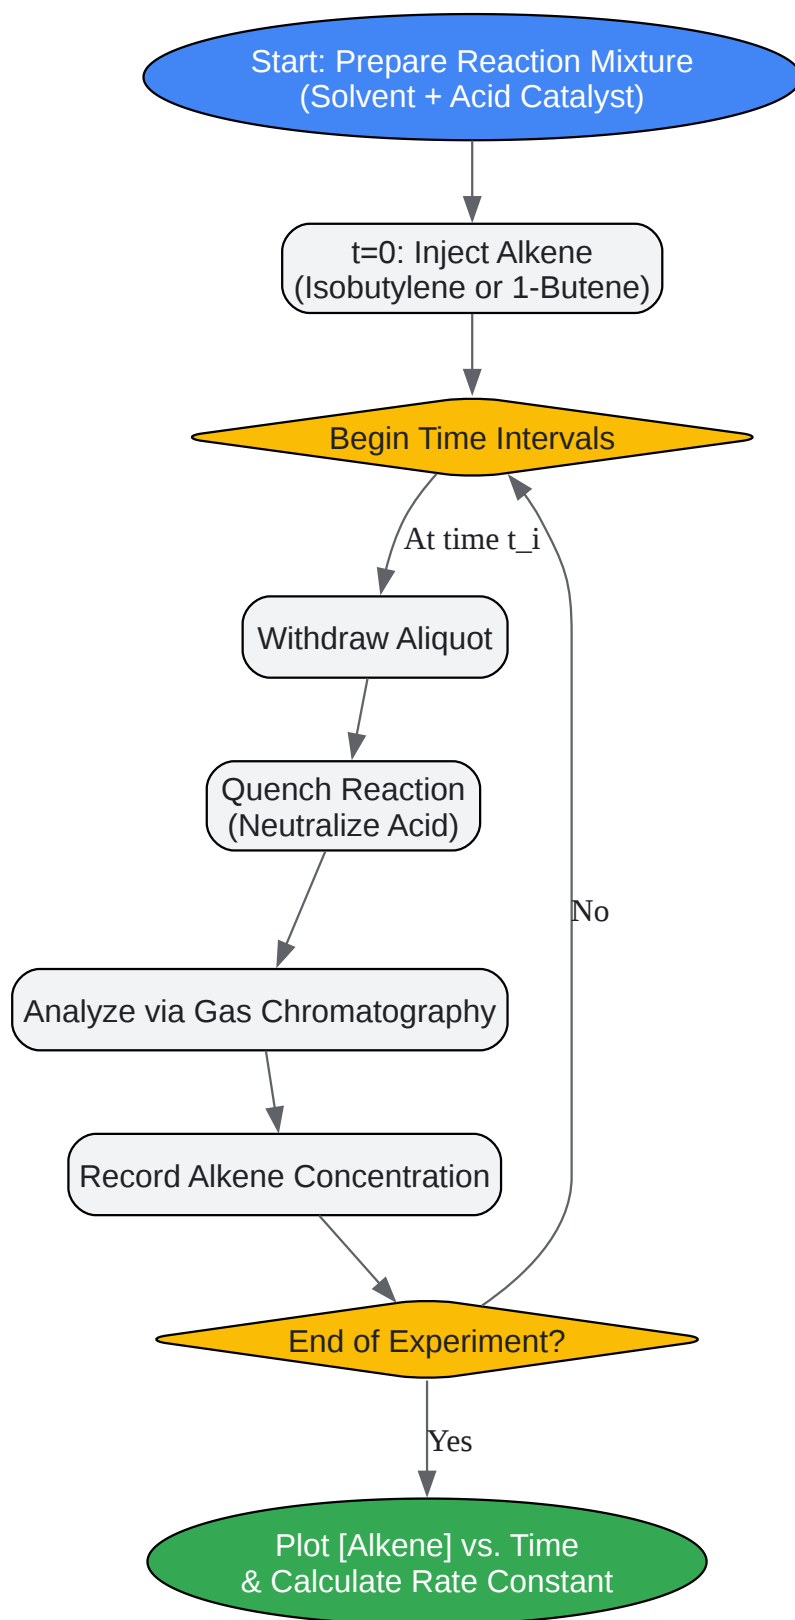 Start: Prepare Reaction Mixture
(Solvent + Acid Catalyst)
t=0: Inject Alkene
(Isobutylene or 1-Butene)
Begin Time Intervals
At time t_i
Withdraw Aliquot
Quench Reaction
(Neutralize Acid)
No
Analyze via Gas Chromatography
Record Alkene Concentration
End of Experiment?
Yes
Plot [Alkene] vs. Time
& Calculate Rate Constant